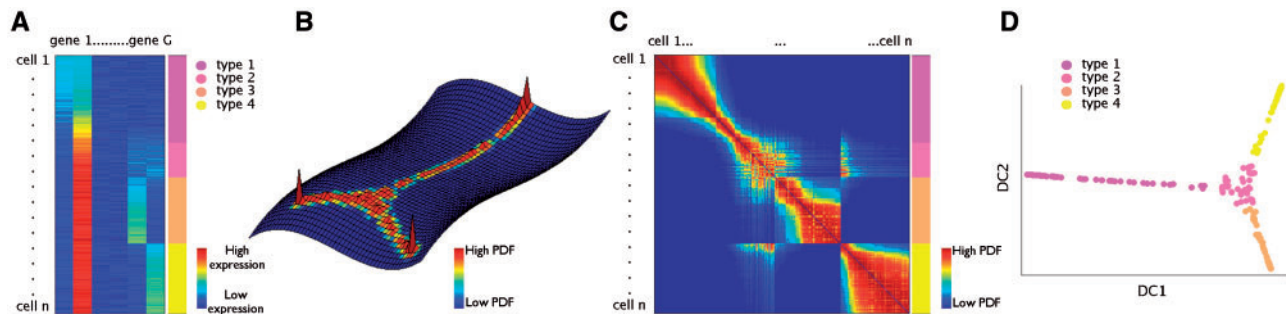 A
gene 1.........gene G
cell 1
cell n
type 1
type 2
type 3
type 4
High
expression
Low
expression
B
High PDF
Low PDF
C
cell 1...
...
...cell n
cell 1
cell n
High PDF
Low PDF
D
type 1
type 2
type 3
type 4
DC2
DC1